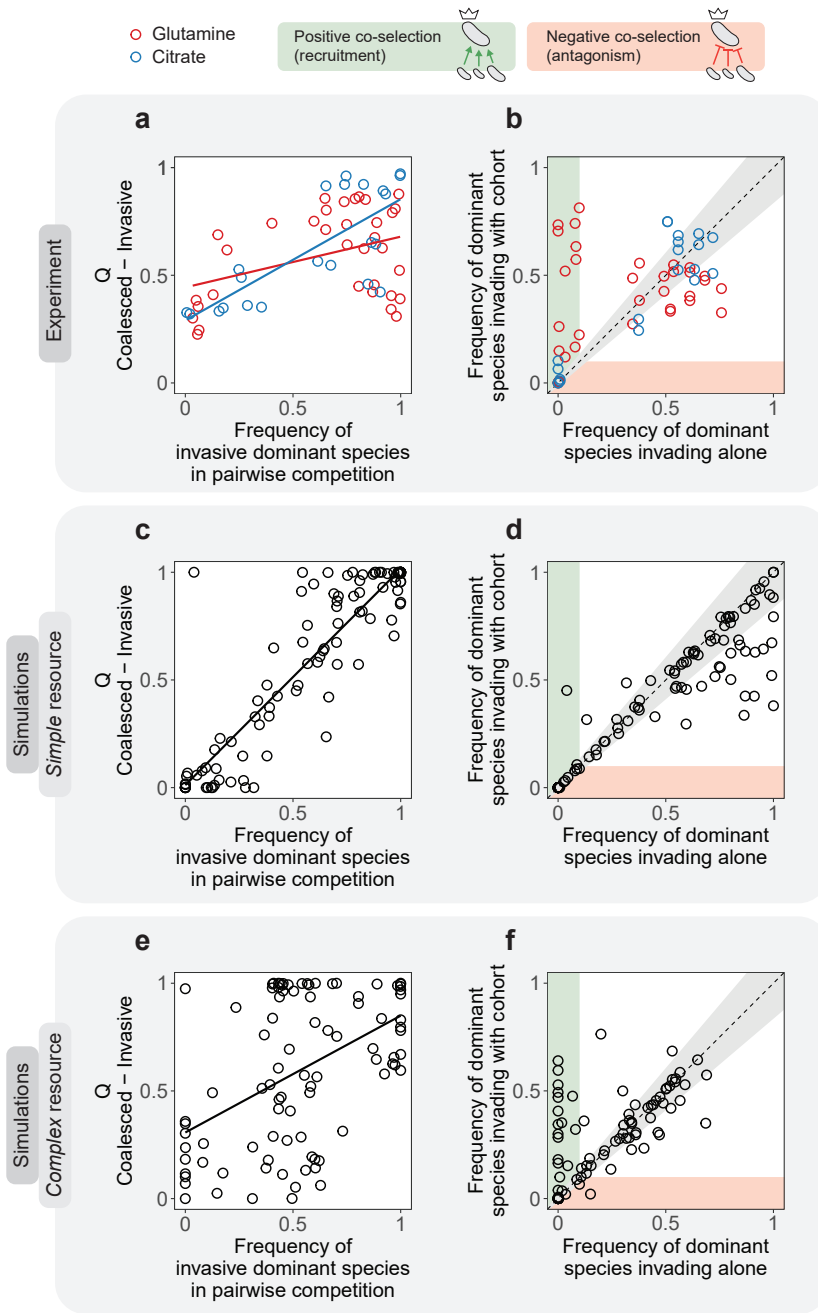 Glutamine
Citrate
Positive co-selection
(recruitment)
Negative co-selection
(antagonism)
Experiment
a
Q
Coalesced − Invasive
1
0.5
0
0
0.5
1
Frequency of
invasive dominant species
in pairwise competition
b
Frequency of dominant
species invading with cohort
1
0.5
0
0
0.5
1
Frequency of dominant
species invading alone
Simulations
Simple resource
c
Q
Coalesced − Invasive
1
0.5
0
0
0.5
1
Frequency of
invasive dominant species
in pairwise competition
d
Frequency of dominant
species invading with cohort
1
0.5
0
0
0.5
1
Frequency of dominant
species invading alone
Simulations
Complex resource
e
Q
Coalesced − Invasive
1
0.5
0
0
0.5
1
Frequency of
invasive dominant species
in pairwise competition
f
Frequency of dominant
species invading with cohort
1
0.5
0
0
0.5
1
Frequency of dominant
species invading alone